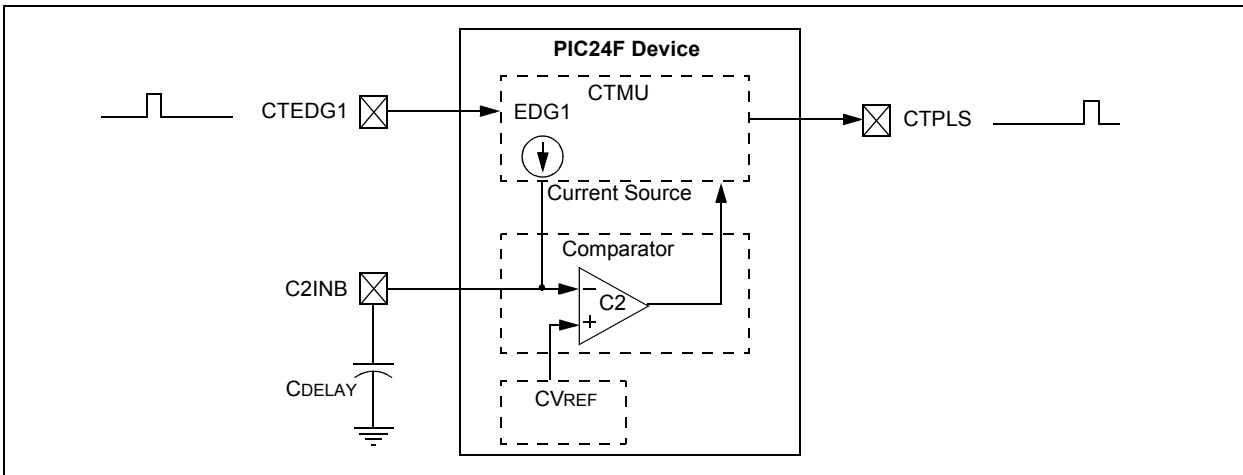 PIC24F Device
CTMU
CTEDG1
EDG1
CTPLS
Current Source
Comparator
C2INB
−
C2
+
CDELAY
CVREF